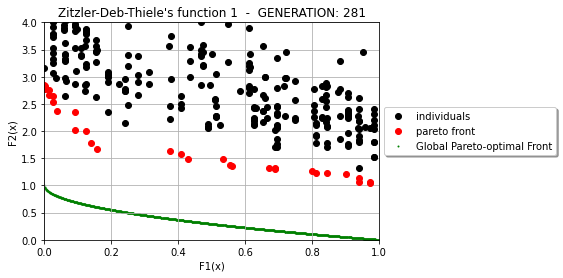 Zitzler-Deb-Thiele's function 1 - GENERATION: 281
4.0
3.5
3.0
2.5
2.0
1.5
1.0
0.5
0.0
F2(x)
0.0 0.2 0.4 0.6 0.8 1.0
F1(x)
individuals
pareto front
Global Pareto-optimal Front